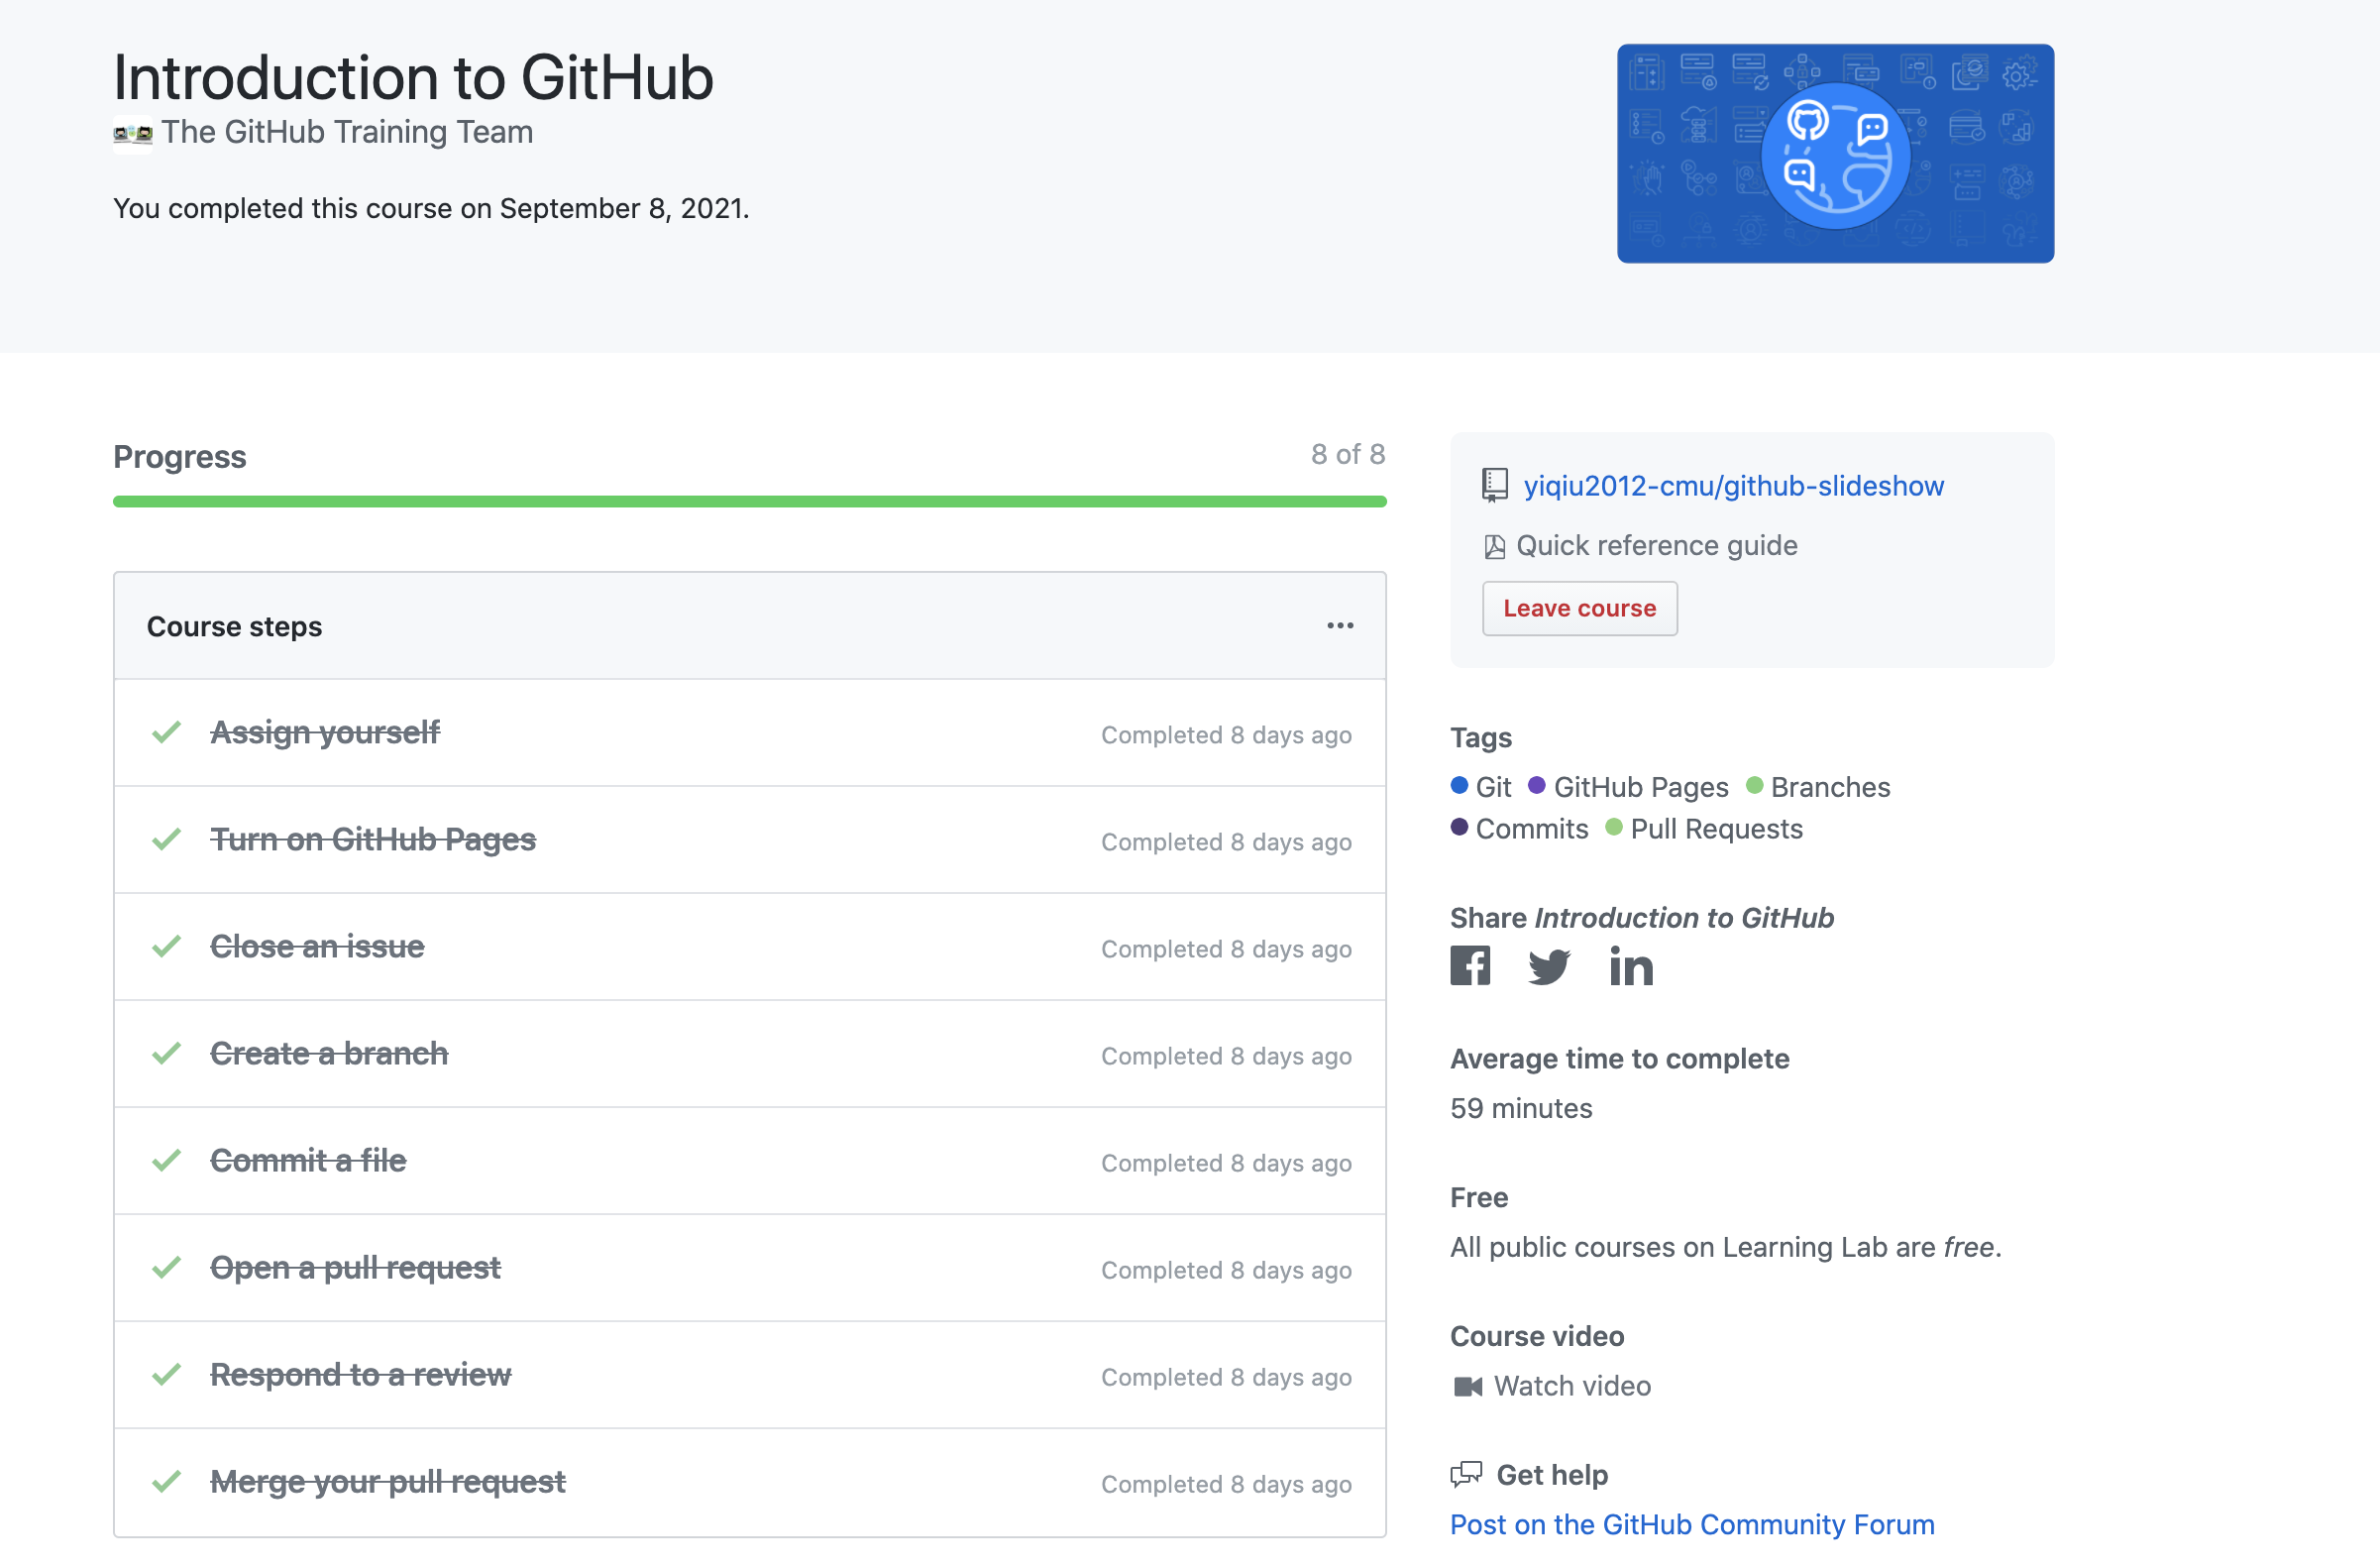 Introduction to GitHub
The GitHub Training Team
You completed this course on September 8, 2021.
Progress
8 of 8
Course steps
Assign yourself
Completed 8 days ago
Turn on GitHub Pages
Completed 8 days ago
Close an issue
Completed 8 days ago
Create a branch
Completed 8 days ago
Commit a file
Completed 8 days ago
Open a pull request
Completed 8 days ago
Respond to a review
Completed 8 days ago
Merge your pull request
Completed 8 days ago
yiqiu2012-cmu/github-slideshow
Quick reference guide
Leave course
Tags
Git GitHub Pages Branches
Commits Pull Requests
Share Introduction to GitHub
Average time to complete
59 minutes
Free
All public courses on Learning Lab are free.
Course video
Watch video
Get help
Post on the GitHub Community Forum